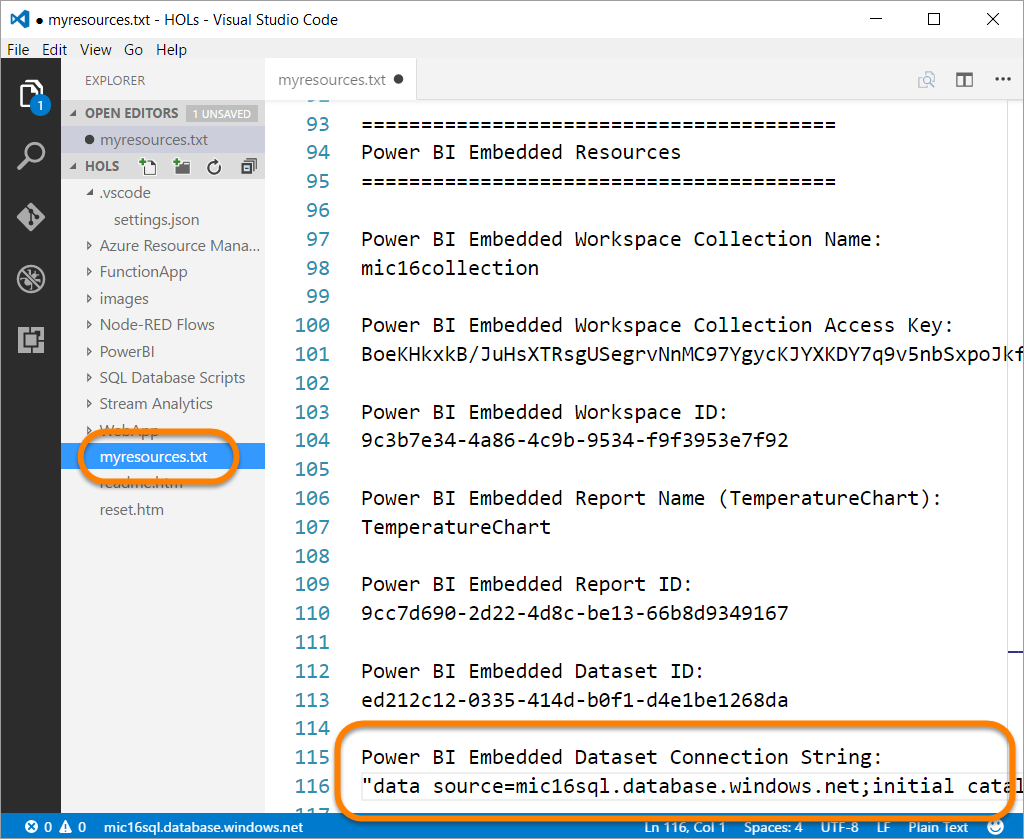 ● myresources.txt - HOLs - Visual Studio Code
File Edit View Go Help
EXPLORER
myresources.txt ●
1
OPEN EDITORS 1 UNSAVED
● myresources.txt
HOLS
.vscode
settings.json
Azure Resource Mana...
FunctionApp
images
Node-RED Flows
PowerBI
SQL Database Scripts
Stream Analytics
WebApp
myresources.txt
readme.htm
reset.htm
92
93 ========================================
94 Power BI Embedded Resources
95 ========================================
96
97 Power BI Embedded Workspace Collection Name:
98 mic16collection
99
100 Power BI Embedded Workspace Collection Access Key:
101 BoeKHkxkB/JuHsXTRsgUSegrvNnMC97YgycKJYXKDY7q9v5nbSxpoJkf
102
103 Power BI Embedded Workspace ID:
104 9c3b7e34-4a86-4c9b-9534-f9f3953e7f92
105
106 Power BI Embedded Report Name (TemperatureChart):
107 TemperatureChart
108
109 Power BI Embedded Report ID:
110 9cc7d690-2d22-4d8c-be13-66b8d9349167
111
112 Power BI Embedded Dataset ID:
113 ed212c12-0335-414d-b0f1-d4e1be1268da
114
115 Power BI Embedded Dataset Connection String:
116 "data source=mic16sql.database.windows.net;initial catal
117
0 0 mic16sql.database.windows.net Ln 116, Col 1 Spaces: 4 UTF-8 LF Plain Text